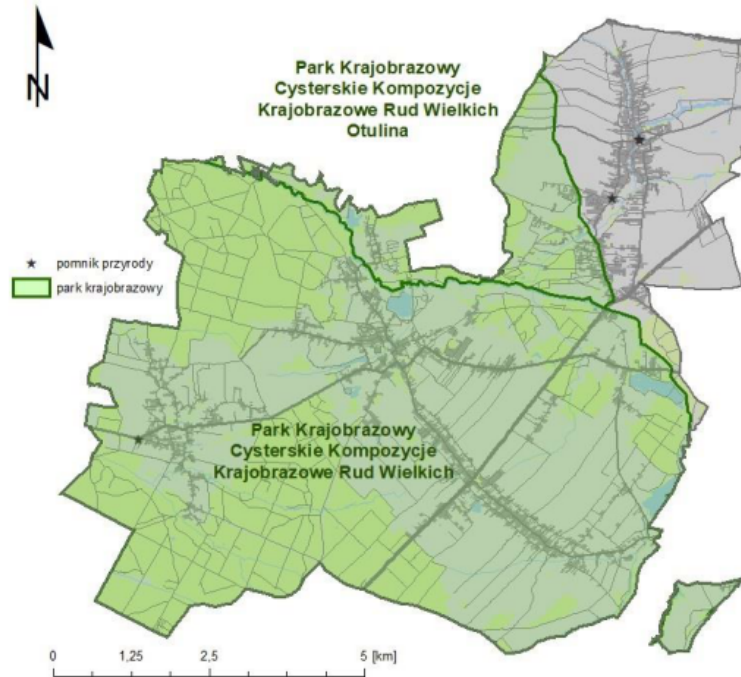 N
Park Krajobrazowy
Cysterskie Kompozycje
Krajobrazowe Rud Wielkich
Otulina
pomnik przyrody
park krajobrazowy
Park Krajobrazowy
Cysterskie Kompozycje
Krajobrazowe Rud Wielkich
0 1,25 2,5 5 [km]